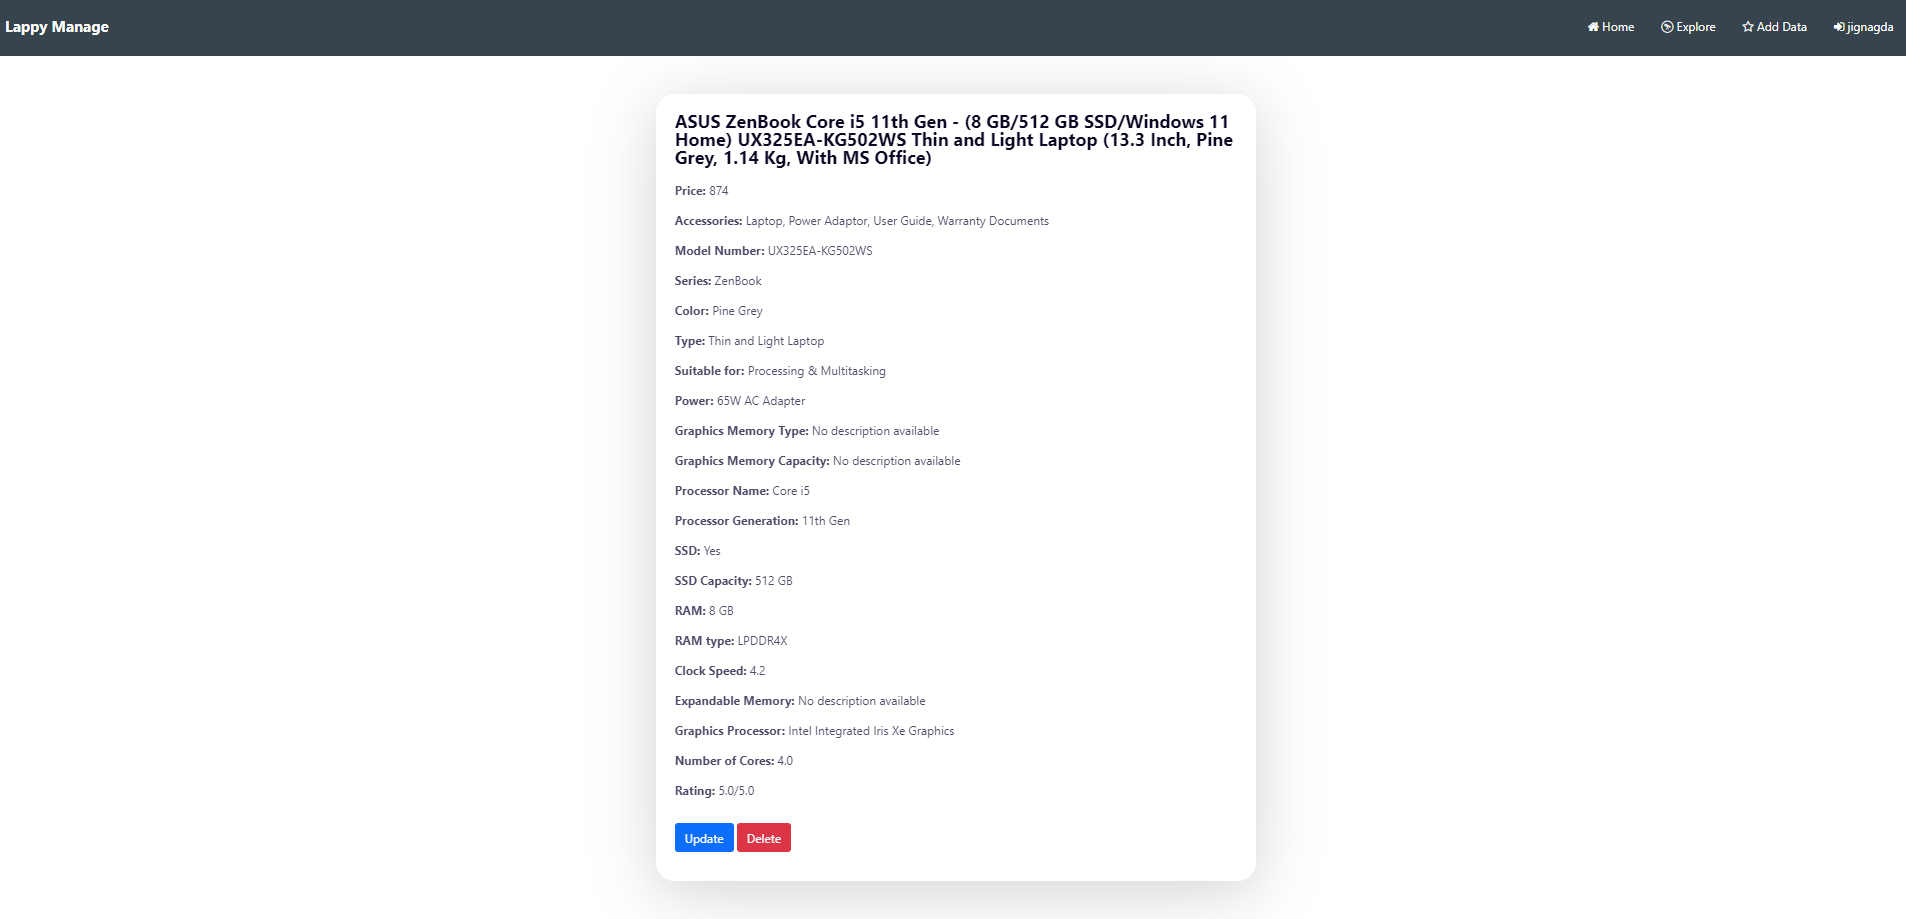 Lappy Manage
Home
Explore
Add Data
jignagda
ASUS ZenBook Core i5 11th Gen - (8 GB/512 GB SSD/Windows 11
Home) UX325EA-KG502WS Thin and Light Laptop (13.3 Inch, Pine
Grey, 1.14 Kg, With MS Office)
Price: 874
Accessories: Laptop, Power Adaptor, User Guide, Warranty Documents
Model Number: UX325EA-KG502WS
Series: ZenBook
Color: Pine Grey
Type: Thin and Light Laptop
Suitable for: Processing & Multitasking
Power: 65W AC Adapter
Graphics Memory Type: No description available
Graphics Memory Capacity: No description available
Processor Name: Core i5
Processor Generation: 11th Gen
SSD: Yes
SSD Capacity: 512 GB
RAM: 8 GB
RAM type: LPDDR4X
Clock Speed: 4.2
Expandable Memory: No description available
Graphics Processor: Intel Integrated Iris Xe Graphics
Number of Cores: 4.0
Rating: 5.0/5.0
Update
Delete